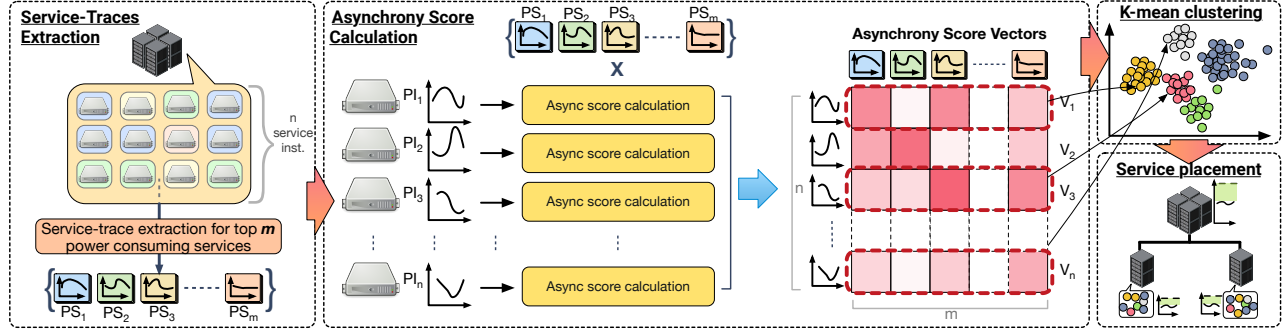 Service-Traces
Extraction
n
service
inst.
Service-trace extraction for top m
power consuming services
PS1 PS2 PS3 PSm
Asynchrony Score
Calculation
PS1 PS2 PS3 PSm
X
PI1 Async score calculation
PI2 Async score calculation
PI3 Async score calculation
PIn Async score calculation
Asynchrony Score Vectors
V1
V2
V3
Vn
n
m
K-mean clustering
Service placement